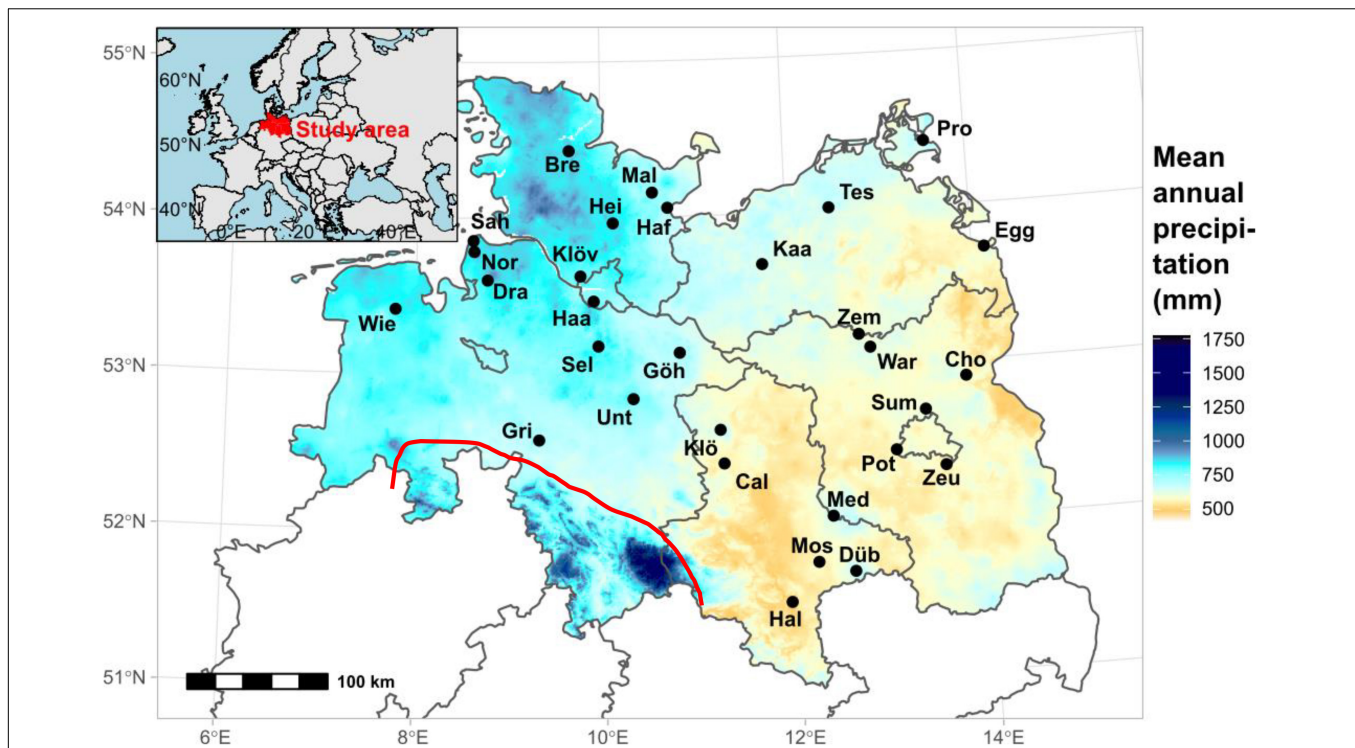 55°N
54°N
53°N
52°N
51°N
60°N
50°N
40°N
0°E
20°E
40°E
Study area
Pro
Bre
Mal
Tes
Hei
Haf
Sah
Egg
Nor
Klöv
Kaa
Dra
Haa
Wie
Zem
War
Sel
Göh
Cho
Unt
Sum
Gri
Klö
Pot
Zeu
Cal
Med
Mos
Düb
Hal
100 km
6°E
8°E
10°E
12°E
14°E
Mean
annual
precipi-
tation
(mm)
1750
1500
1250
1000
750
500